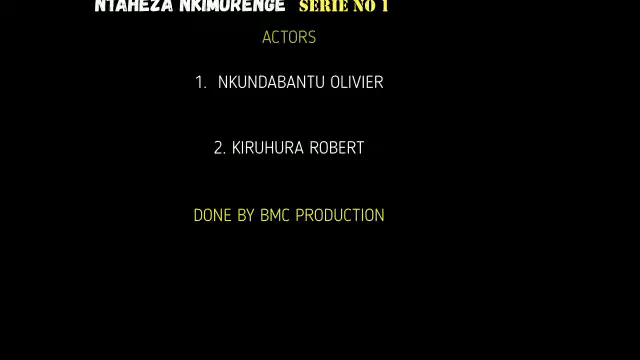 NTAHEZA NKIMURENGE SERIE NO 1
ACTORS
1. NKUNDABANTU OLIVIER
2. KIRUHURA ROBERT
DONE BY BMC PRODUCTION